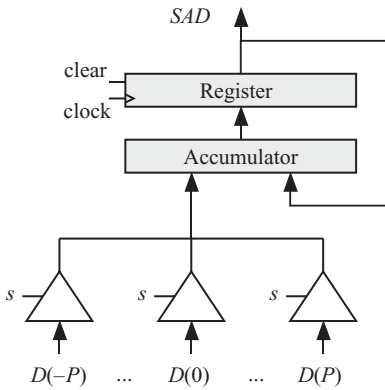 SAD
clear
Register
clock
Accumulator
s s s
D(–P) ... D(0) ... D(P)